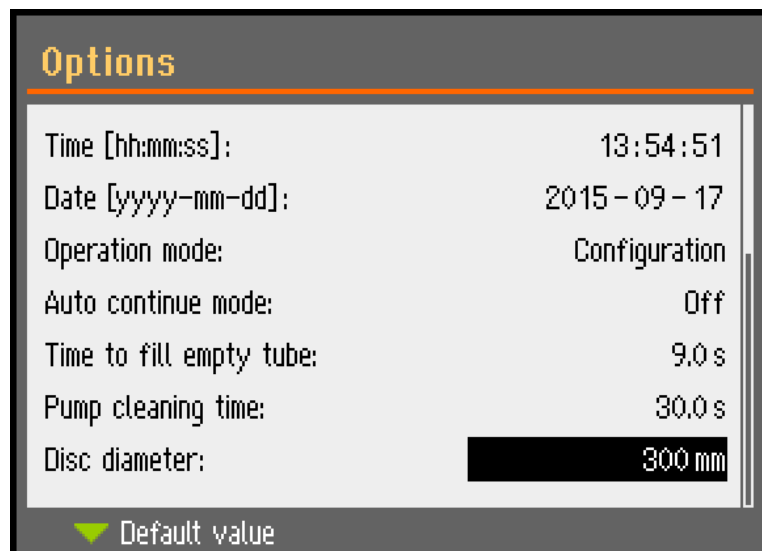 Options
Time [hh:mm:ss]: 13:54:51
Date [yyyy-mm-dd]: 2015-09-17
Operation mode: Configuration
Auto continue mode: Off
Time to fill empty tube: 9.0 s
Pump cleaning time: 30.0 s
Disc diameter: 300 mm
Default value